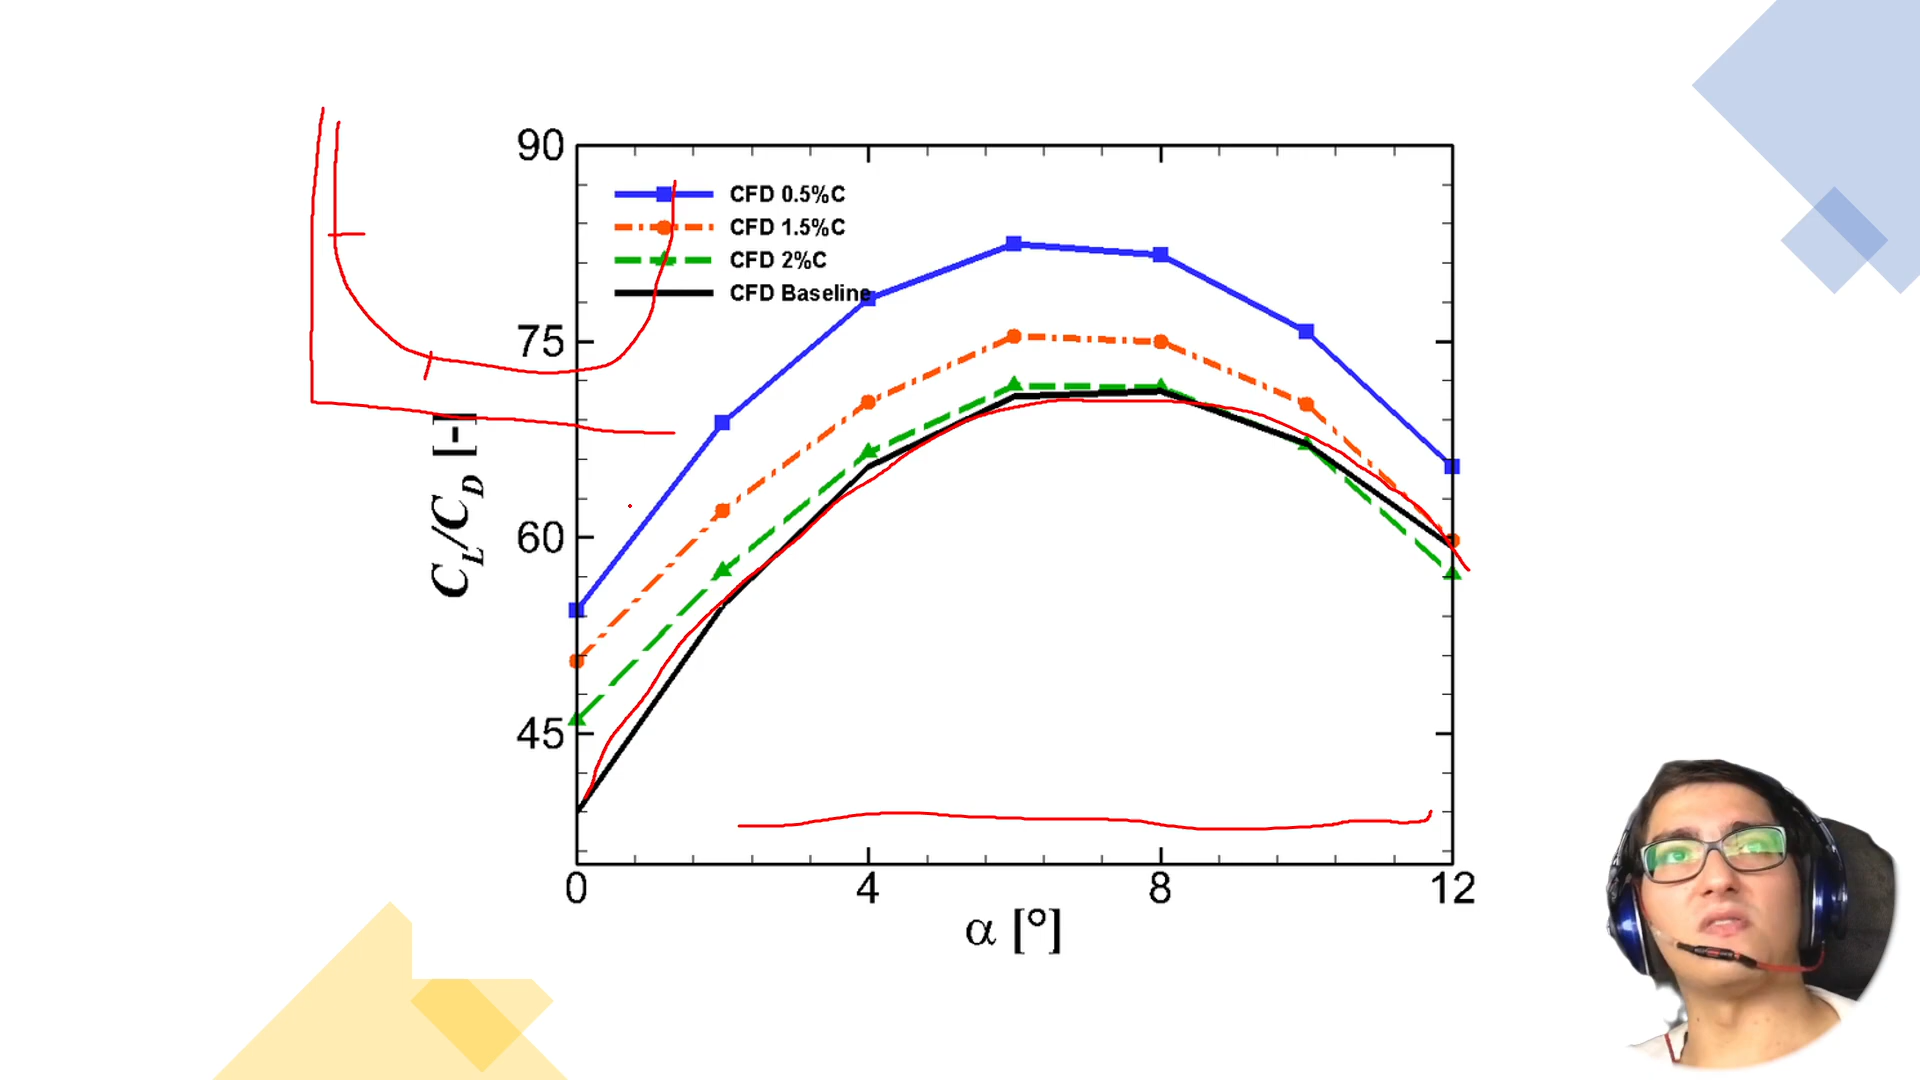 90
CFD 0.5%C
CFD 1.5%C
CFD 2%C
CFD Baseline
75
60
45
C_L/C_D [-]
0 4 8 12
α [°]